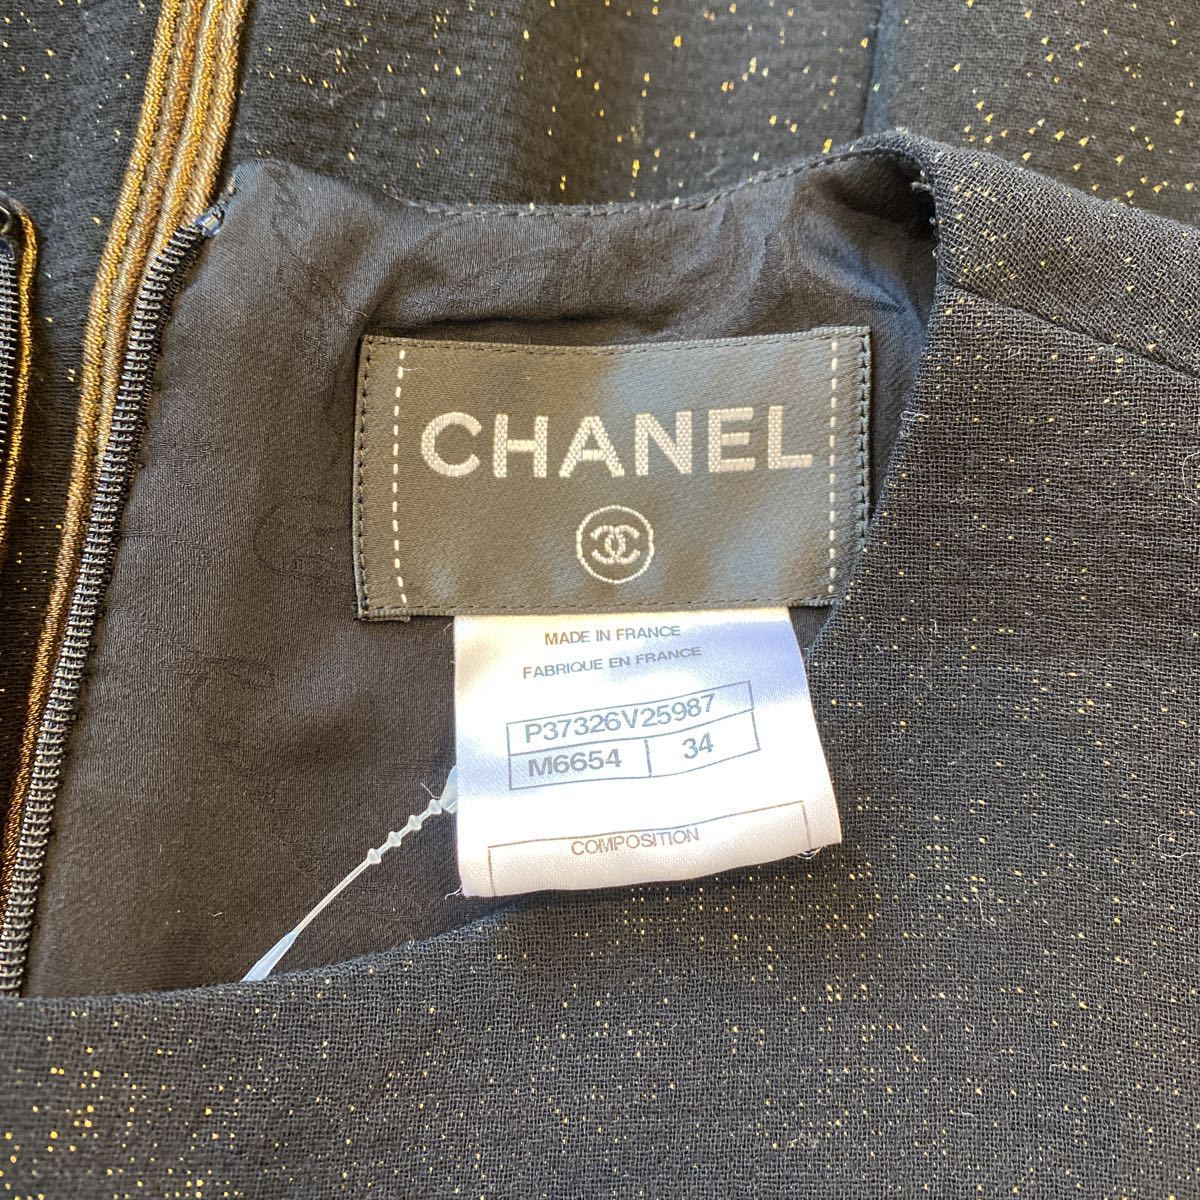 CHANEL
MADE IN FRANCE
FABRIQUE EN FRANCE
P37326V25987
M6654 34
COMPOSITION